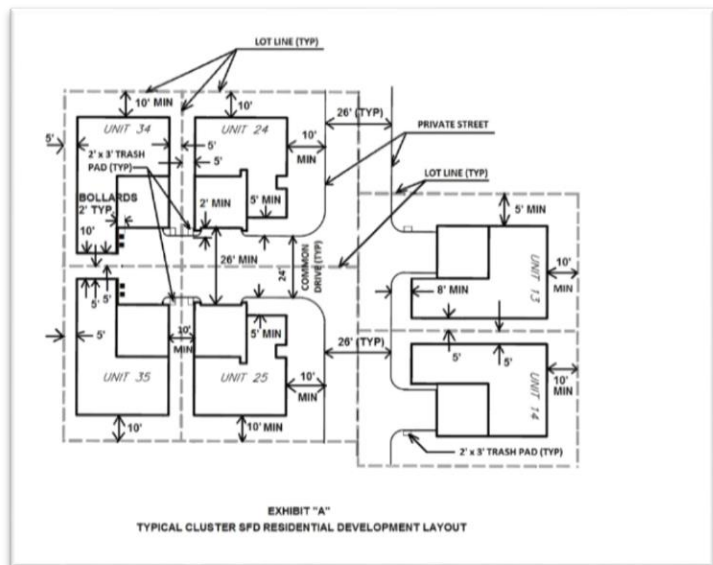 LOT LINE (TYP)
10' MIN
10'
26' (TYP)
PRIVATE STREET
UNIT 34
UNIT 24
10'
MIN
5'
5'
5'
2' x 3' TRASH
PAD (TYP)
LOT LINE (TYP)
BOLLARDS
2' TYP.
2' MIN
5' MIN
5' MIN
10'
26' MIN
24'
COMMON
DRIVE (TYP)
UNIT 13
10'
MIN
8' MIN
5'
5'
5'
10'
MIN
5' MIN
26' (TYP)
5'
5'
UNIT 35
UNIT 25
10'
MIN
UNIT 14
10'
MIN
10'
10' MIN
2' x 3' TRASH PAD (TYP)
EXHIBIT "A"
TYPICAL CLUSTER SFD RESIDENTIAL DEVELOPMENT LAYOUT